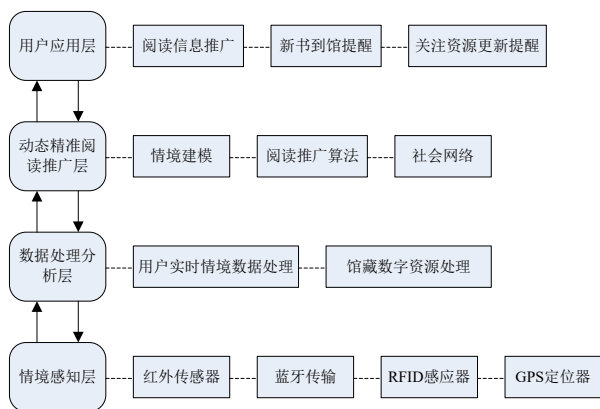 用户应用层
阅读信息推广
新书到馆提醒
关注资源更新提醒
动态精准阅
读推广层
情境建模
阅读推广算法
社会网络
数据处理分
析层
用户实时情境数据处理
馆藏数字资源处理
情境感知层
红外传感器
蓝牙传输
RFID感应器
GPS定位器